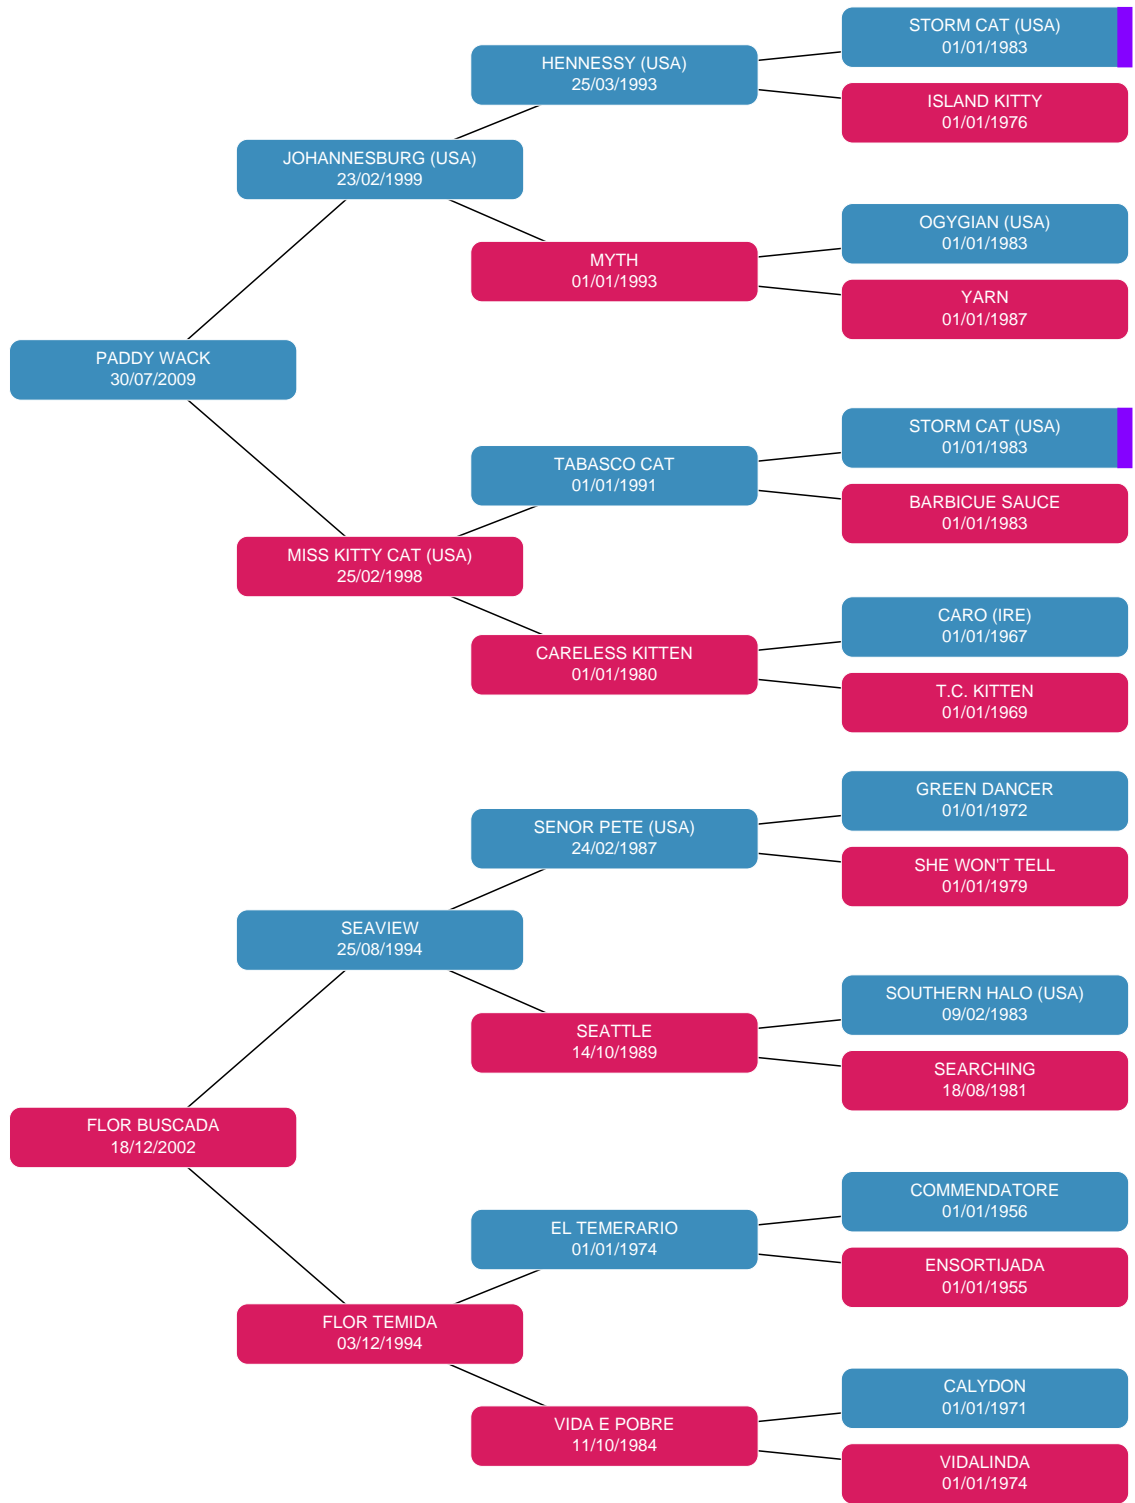 STORM CAT (USA)
01/01/1983
HENNESSY (USA)
25/03/1993
ISLAND KITTY
01/01/1976
JOHANNESBURG (USA)
23/02/1999
OGYGIAN (USA)
01/01/1983
MYTH
01/01/1993
YARN
01/01/1987
PADDY WACK
30/07/2009
STORM CAT (USA)
01/01/1983
TABASCO CAT
01/01/1991
BARBICUE SAUCE
01/01/1983
MISS KITTY CAT (USA)
25/02/1998
CARO (IRE)
01/01/1967
CARELESS KITTEN
01/01/1980
T.C. KITTEN
01/01/1969
GREEN DANCER
01/01/1972
SENOR PETE (USA)
24/02/1987
SHE WON'T TELL
01/01/1979
SEAVIEW
25/08/1994
SOUTHERN HALO (USA)
09/02/1983
SEATTLE
14/10/1989
SEARCHING
18/08/1981
FLOR BUSCADA
18/12/2002
COMMENDATORE
01/01/1956
EL TEMERARIO
01/01/1974
ENSORTIJADA
01/01/1955
FLOR TEMIDA
03/12/1994
CALYDON
01/01/1971
VIDA E POBRE
11/10/1984
VIDALINDA
01/01/1974